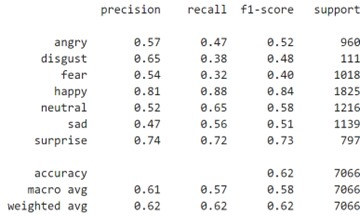 precision recall f1-score support
angry 0.57 0.47 0.52 960
disgust 0.65 0.38 0.48 111
fear 0.54 0.32 0.40 1018
happy 0.81 0.88 0.84 1825
neutral 0.52 0.65 0.58 1216
sad 0.47 0.56 0.51 1139
surprise 0.74 0.72 0.73 797
accuracy 0.62 7066
macro avg 0.61 0.57 0.58 7066
weighted avg 0.62 0.62 0.62 7066